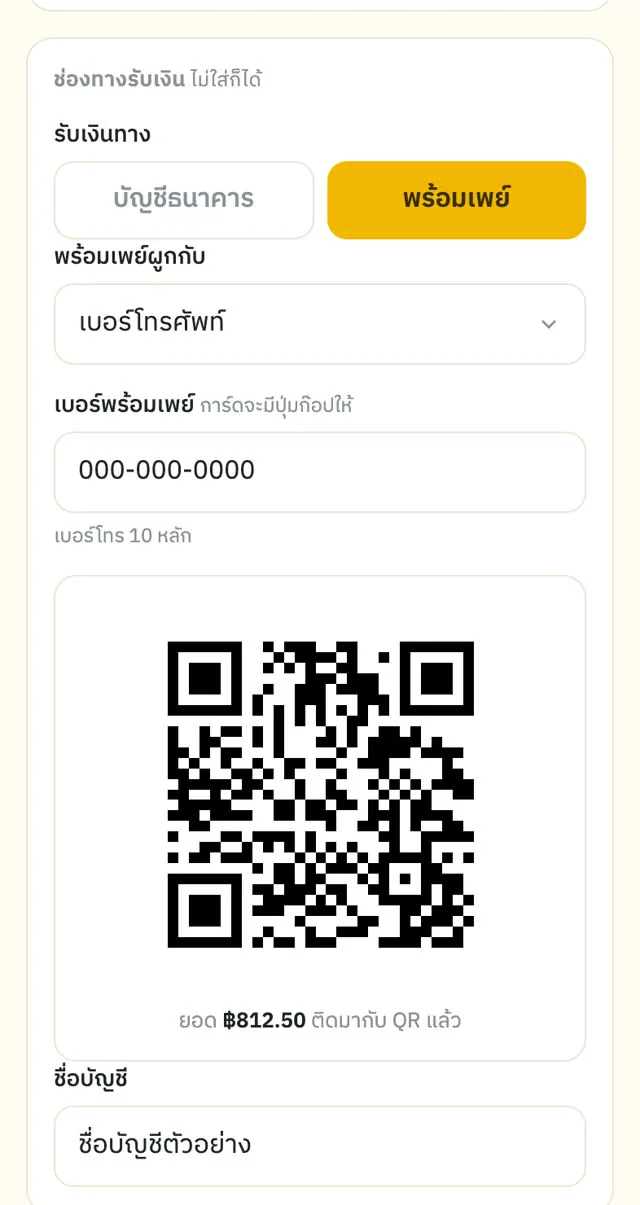 ช่องทางรับเงิน ไม่ใส่ก็ได้
รับเงินทาง
บัญชีธนาคาร
พร้อมเพย์
พร้อมเพย์ผูกกับ
เบอร์โทรศัพท์
เบอร์พร้อมเพย์ การ์ดจะมีปุ่มก๊อปให้
000-000-0000
เบอร์โทร 10 หลัก
ยอด ฿812.50 ติดมากับ QR แล้ว
ชื่อบัญชี
ชื่อบัญชีตัวอย่าง